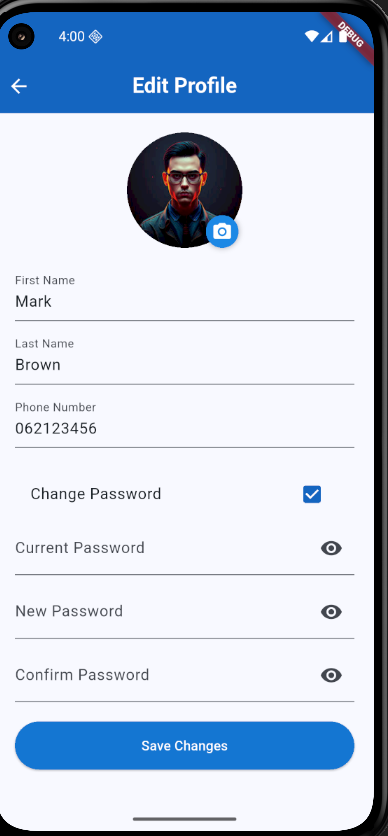 4:00
DEBUG
Edit Profile
First Name
Mark
Last Name
Brown
Phone Number
062123456
Change Password
Current Password
New Password
Confirm Password
Save Changes